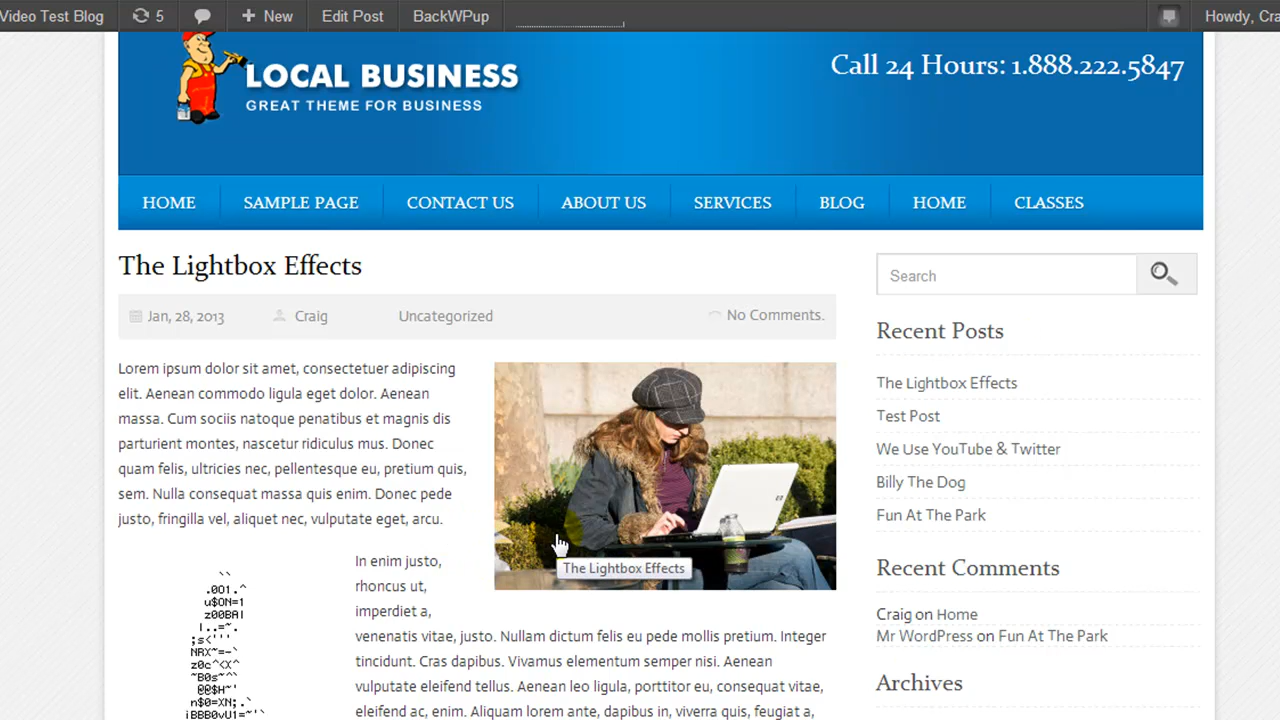 Video Test Blog 5 New Edit Post BackWPup Howdy, Cra
LOCAL BUSINESS
GREAT THEME FOR BUSINESS
Call 24 Hours: 1.888.222.5847
HOME SAMPLE PAGE CONTACT US ABOUT US SERVICES BLOG HOME CLASSES
The Lightbox Effects
Jan, 28, 2013 Craig Uncategorized No Comments.
Lorem ipsum dolor sit amet, consectetuer adipiscing
elit. Aenean commodo ligula eget dolor. Aenean
massa. Cum sociis natoque penatibus et magnis dis
parturient montes, nascetur ridiculus mus. Donec
quam felis, ultricies nec, pellentesque eu, pretium quis,
sem. Nulla consequat massa quis enim. Donec pede
justo, fringilla vel, aliquet nec, vulputate eget, arcu.
The Lightbox Effects
In enim justo,
rhoncus ut,
imperdiet a,
venenatis vitae, justo. Nullam dictum felis eu pede mollis pretium. Integer
tincidunt. Cras dapibus. Vivamus elementum semper nisi. Aenean
vulputate eleifend tellus. Aenean leo ligula, porttitor eu, consequat vitae,
eleifend ac, enim. Aliquam lorem ante, dapibus in, viverra quis, feugiat a,
Search
Recent Posts
The Lightbox Effects
Test Post
We Use YouTube & Twitter
Billy The Dog
Fun At The Park
Recent Comments
Craig on Home
Mr WordPress on Fun At The Park
Archives